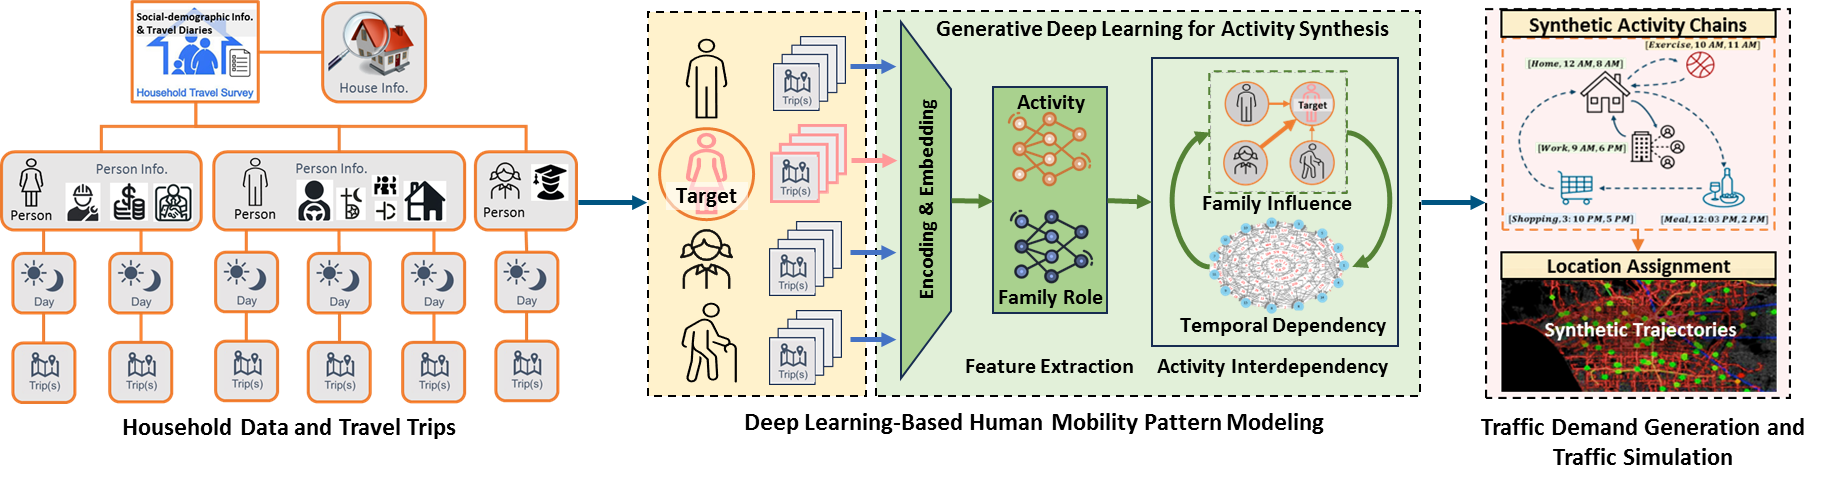 Social-demographic Info.
& Travel Diaries
Household Travel Survey
House Info.
Person Info.
Person
Person Info.
Person
Person
Day
Day
Day
Day
Day
Day
Trip(s)
Trip(s)
Trip(s)
Trip(s)
Trip(s)
Trip(s)
Household Data and Travel Trips
Target
Trip(s)
Trip(s)
Trip(s)
Trip(s)
Generative Deep Learning for Activity Synthesis
Encoding & Embedding
Activity
Family Role
Feature Extraction
Target
Family Influence
Temporal Dependency
Activity Interdependency
Deep Learning-Based Human Mobility Pattern Modeling
Synthetic Activity Chains
[Exercise, 10 AM, 11 AM]
[Home, 12 AM, 8 AM]
[Work, 9 AM, 6 PM]
[Shopping, 3: 10 PM, 5 PM]
[Meal, 12: 03 PM, 2 PM]
Location Assignment
Synthetic Trajectories
Traffic Demand Generation and
Traffic Simulation